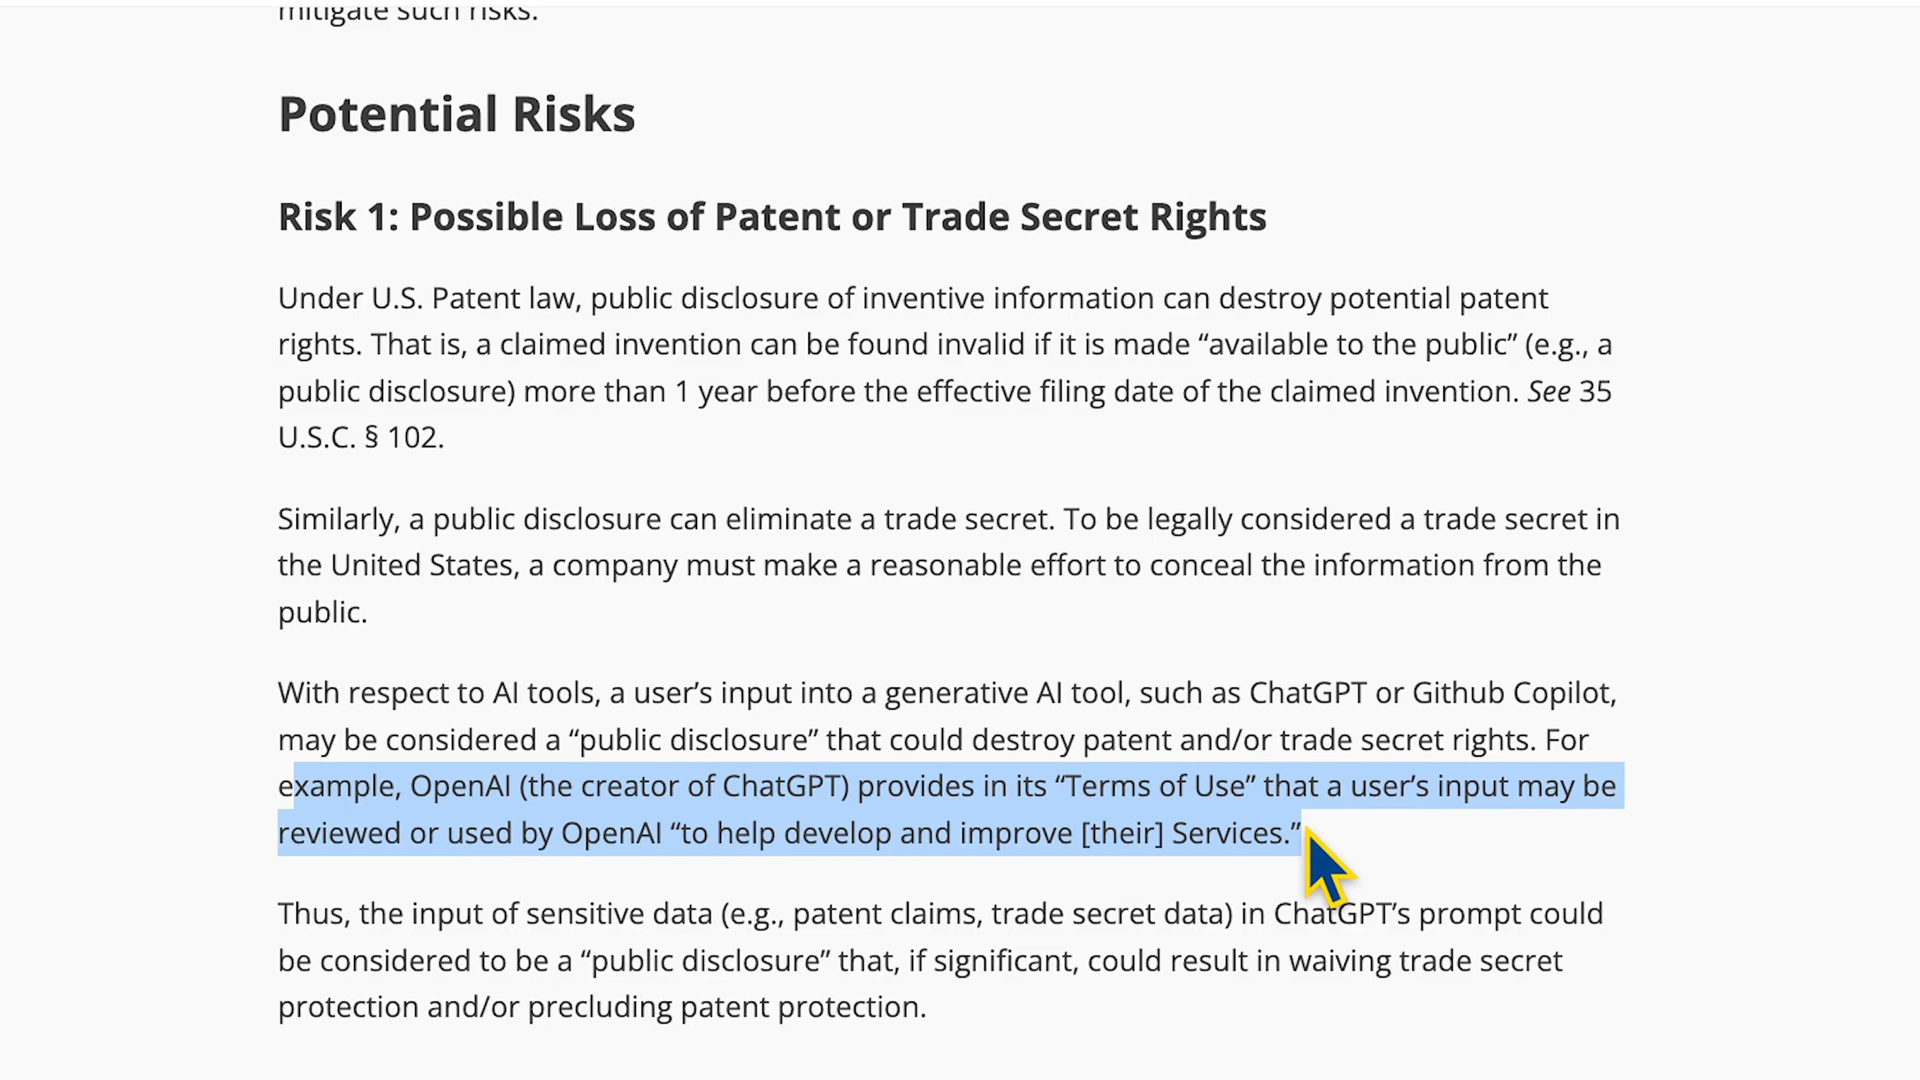 mitigate such risks.
Potential Risks
Risk 1: Possible Loss of Patent or Trade Secret Rights
Under U.S. Patent law, public disclosure of inventive information can destroy potential patent
rights. That is, a claimed invention can be found invalid if it is made “available to the public” (e.g., a
public disclosure) more than 1 year before the effective filing date of the claimed invention. See 35
U.S.C. § 102.
Similarly, a public disclosure can eliminate a trade secret. To be legally considered a trade secret in
the United States, a company must make a reasonable effort to conceal the information from the
public.
With respect to AI tools, a user’s input into a generative AI tool, such as ChatGPT or Github Copilot,
may be considered a “public disclosure” that could destroy patent and/or trade secret rights. For
example, OpenAI (the creator of ChatGPT) provides in its “Terms of Use” that a user’s input may be
reviewed or used by OpenAI “to help develop and improve [their] Services.”
Thus, the input of sensitive data (e.g., patent claims, trade secret data) in ChatGPT’s prompt could
be considered to be a “public disclosure” that, if significant, could result in waiving trade secret
protection and/or precluding patent protection.